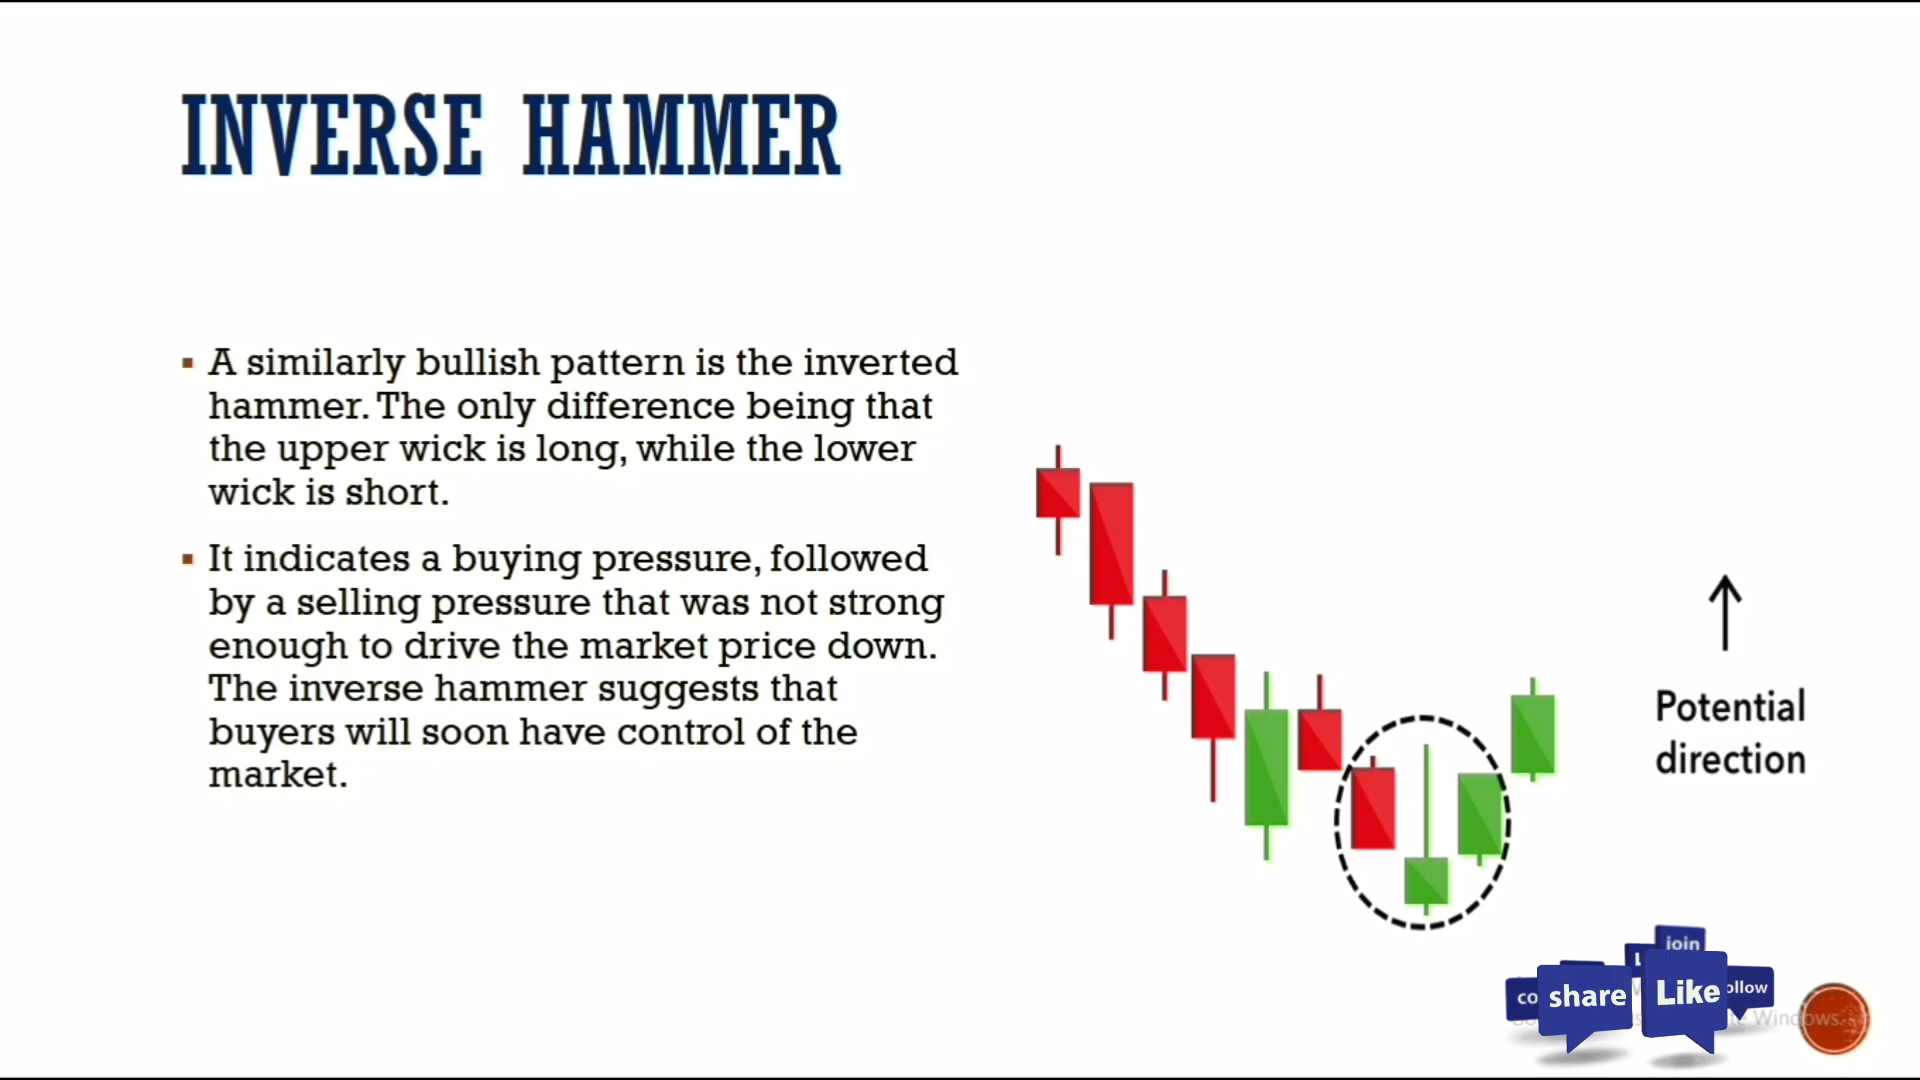 INVERSE HAMMER
▪ A similarly bullish pattern is the inverted
hammer. The only difference being that
the upper wick is long, while the lower
wick is short.
▪ It indicates a buying pressure, followed
by a selling pressure that was not strong
enough to drive the market price down.
The inverse hammer suggests that
buyers will soon have control of the
market.
Potential
direction
join
co share Like ollow
Windows.